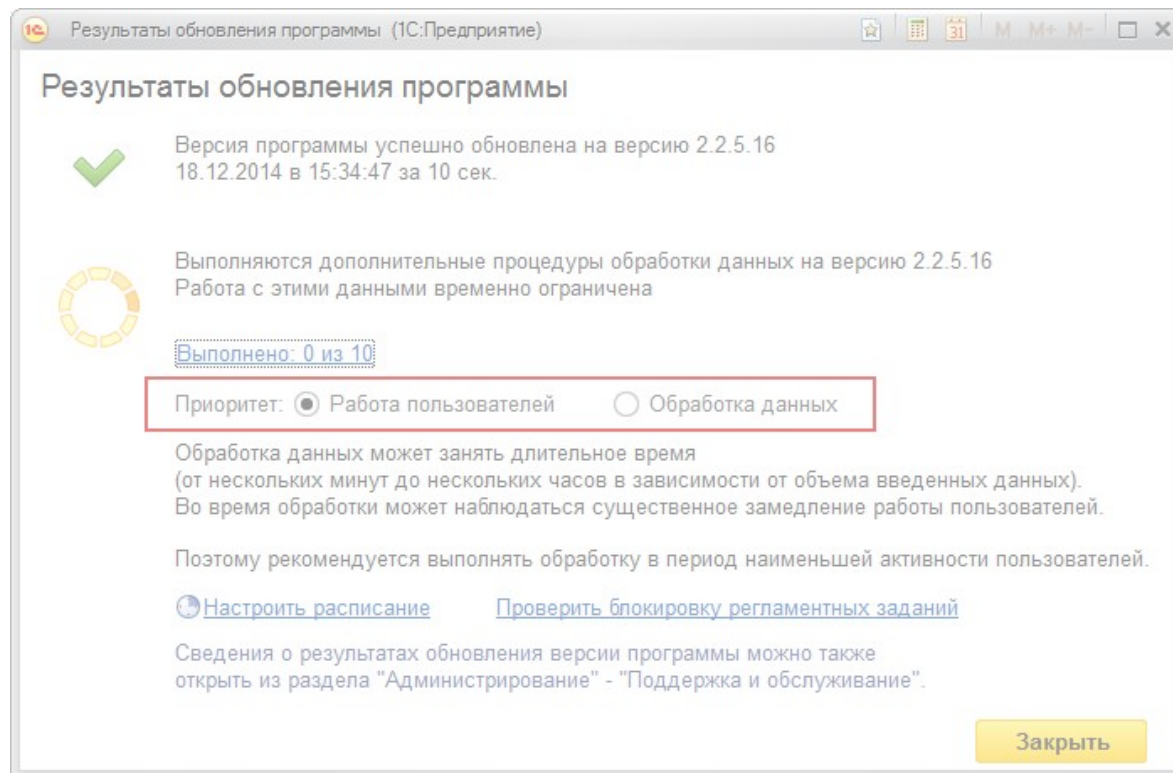 1С Результаты обновления программы (1С:Предприятие) 31 M M+ M-
Результаты обновления программы
Версия программы успешно обновлена на версию 2.2.5.16
18.12.2014 в 15:34:47 за 10 сек.
Выполняются дополнительные процедуры обработки данных на версию 2.2.5.16
Работа с этими данными временно ограничена
Выполнено: 0 из 10
Приоритет: Работа пользователей Обработка данных
Обработка данных может занять длительное время
(от нескольких минут до нескольких часов в зависимости от объема введенных данных).
Во время обработки может наблюдаться существенное замедление работы пользователей.
Поэтому рекомендуется выполнять обработку в период наименьшей активности пользователей.
Настроить расписание Проверить блокировку регламентных заданий
Сведения о результатах обновления версии программы можно также
открыть из раздела "Администрирование" - "Поддержка и обслуживание".
Закрыть